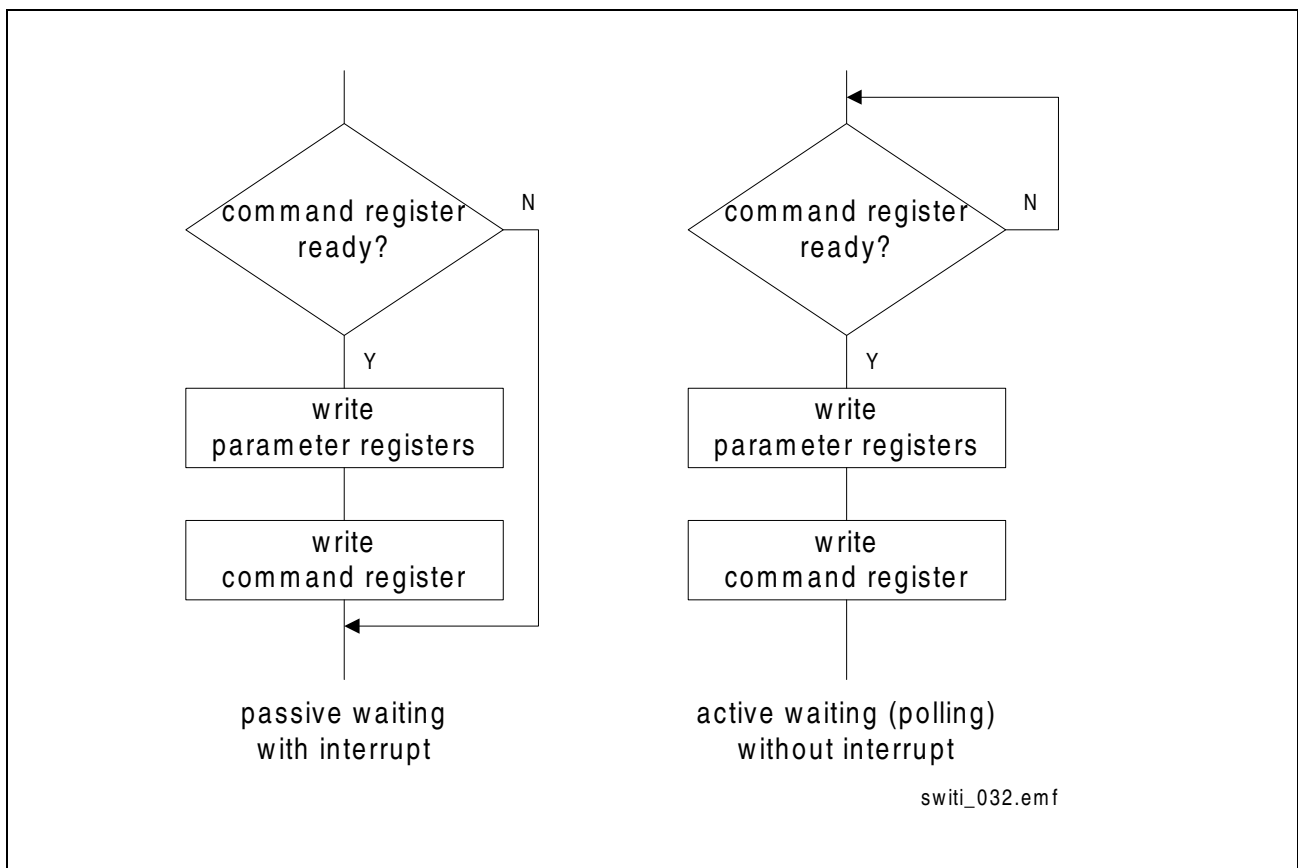 command register
ready?
N
Y
write
parameter registers
write
command register
passive waiting
with interrupt
command register
ready?
N
Y
write
parameter registers
write
command register
active waiting (polling)
without interrupt
switi_032.emf